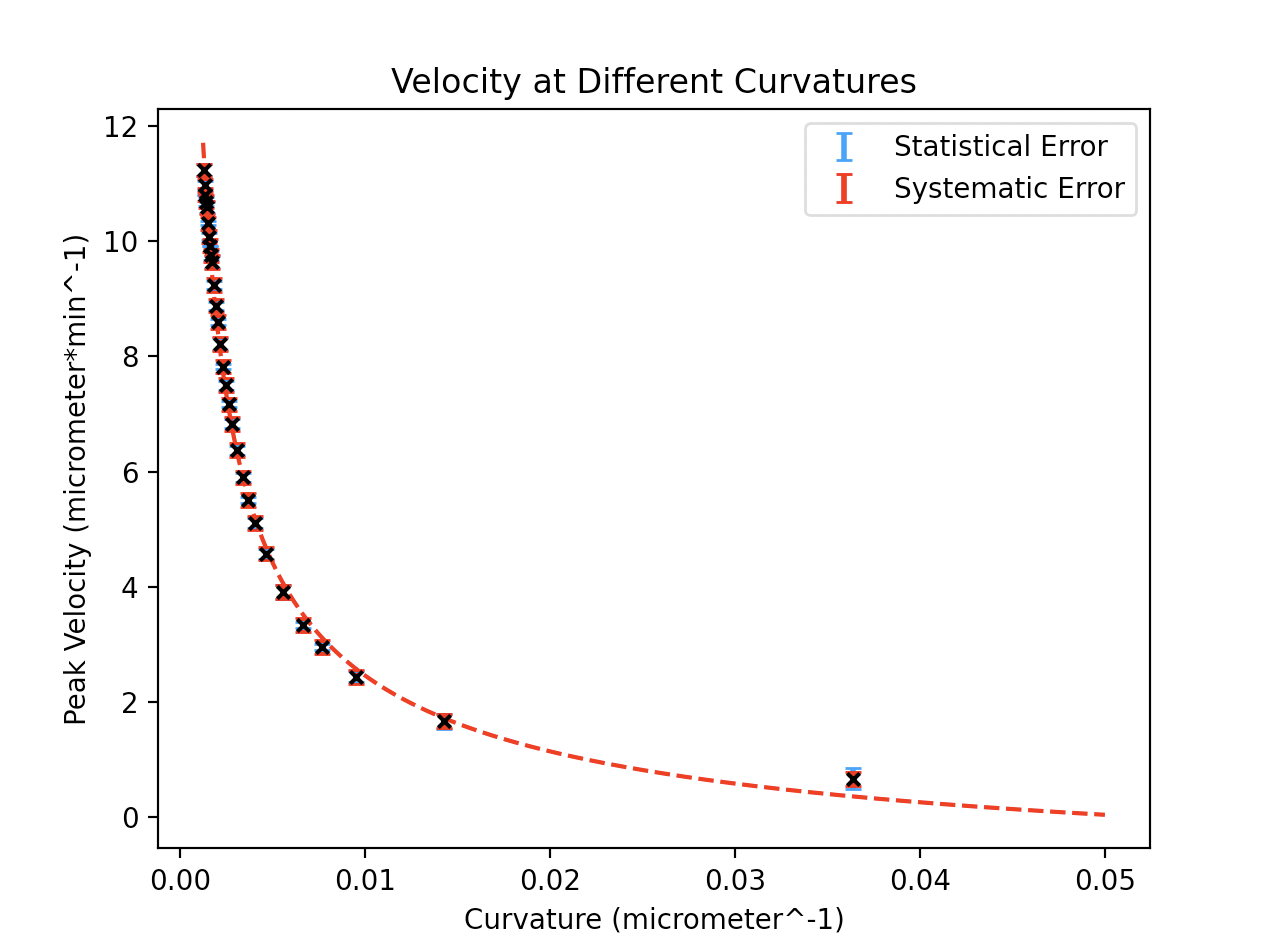 Velocity at Different Curvatures
Statistical Error
Systematic Error
Peak Velocity (micrometer*min^-1)
12
10
8
6
4
2
0
0.00 0.01 0.02 0.03 0.04 0.05
Curvature (micrometer^-1)